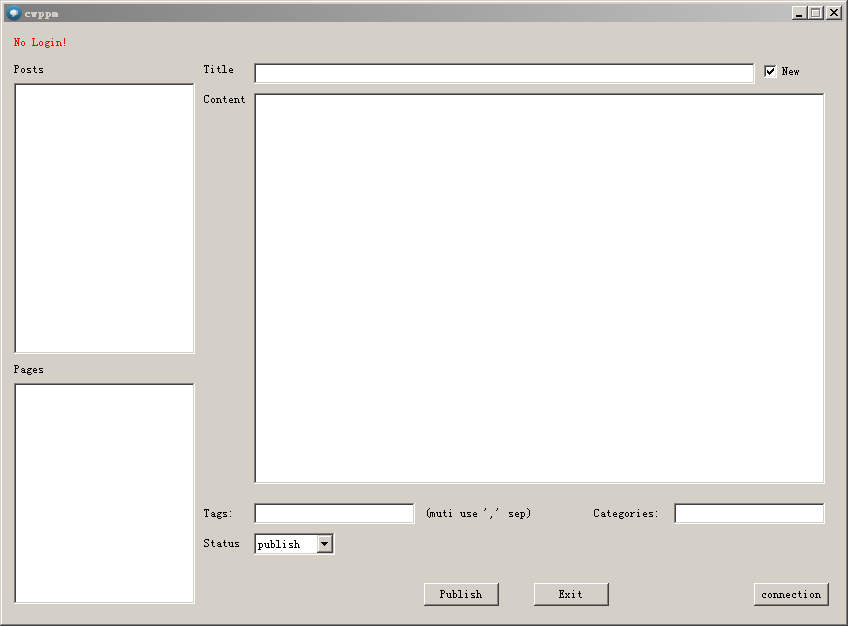 cwppm
No Login!
Posts
Title
New
Content
Pages
Tags:
(muti use ',' sep)
Categories:
Status
publish
Publish
Exit
connection